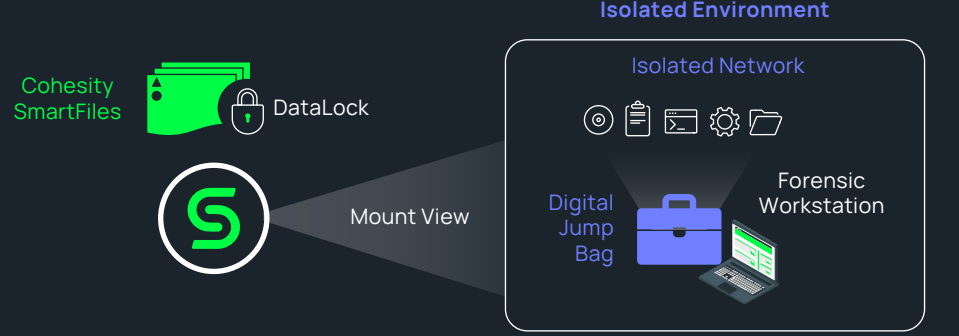 Isolated Environment
Isolated Network
Cohesity
SmartFiles
DataLock
Mount View
Digital
Jump
Bag
Forensic
Workstation